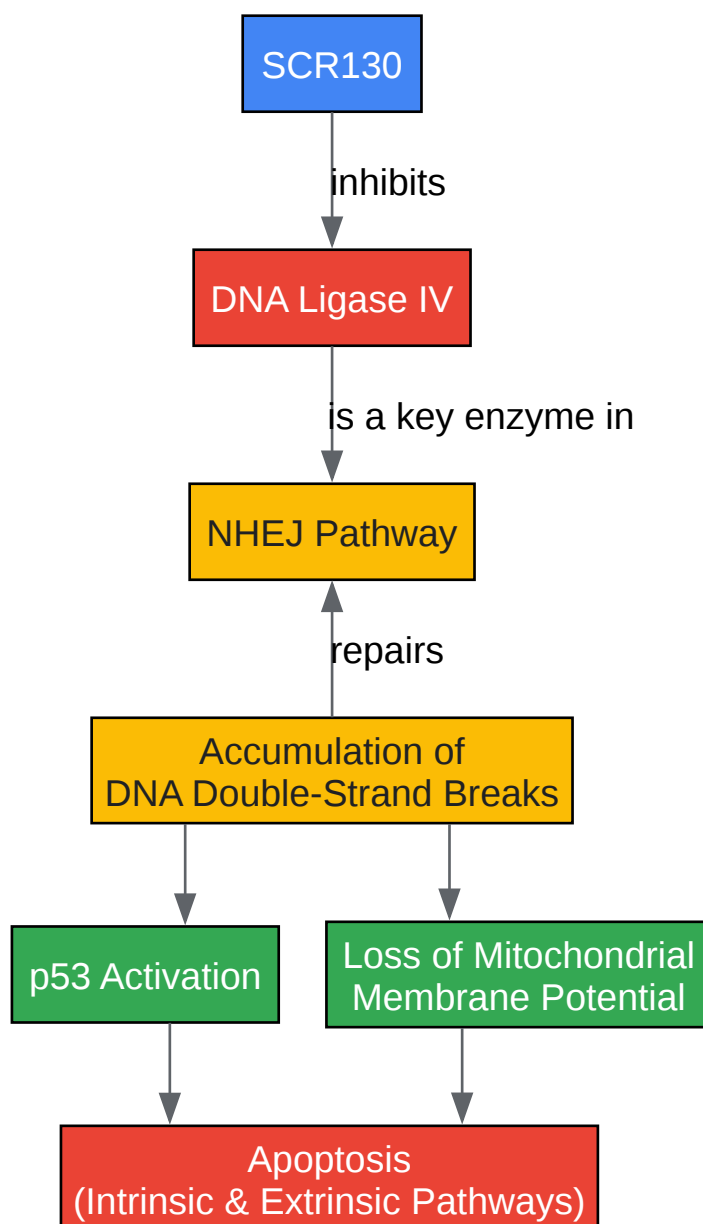 SCR130
inhibits
DNA Ligase IV
is a key enzyme in
NHEJ Pathway
repairs
Accumulation of
DNA Double-Strand Breaks
p53 Activation
Loss of Mitochondrial
Membrane Potential
Apoptosis
(Intrinsic & Extrinsic Pathways)